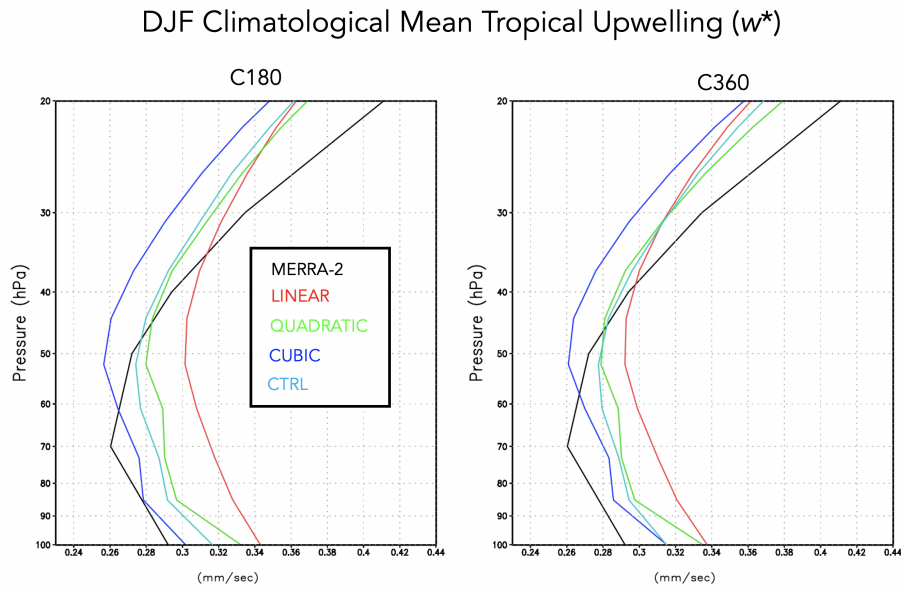 DJF Climatological Mean Tropical Upwelling (w*)
C180
C360
20
30
40
50
60
70
80
90
100
Pressure (hPa)
0.24 0.26 0.28 0.3 0.32 0.34 0.36 0.38 0.4 0.42 0.44
(mm/sec)
MERRA-2
LINEAR
QUADRATIC
CUBIC
CTRL
20
30
40
50
60
70
80
90
100
Pressure (hPa)
0.24 0.26 0.28 0.3 0.32 0.34 0.36 0.38 0.4 0.42 0.44
(mm/sec)